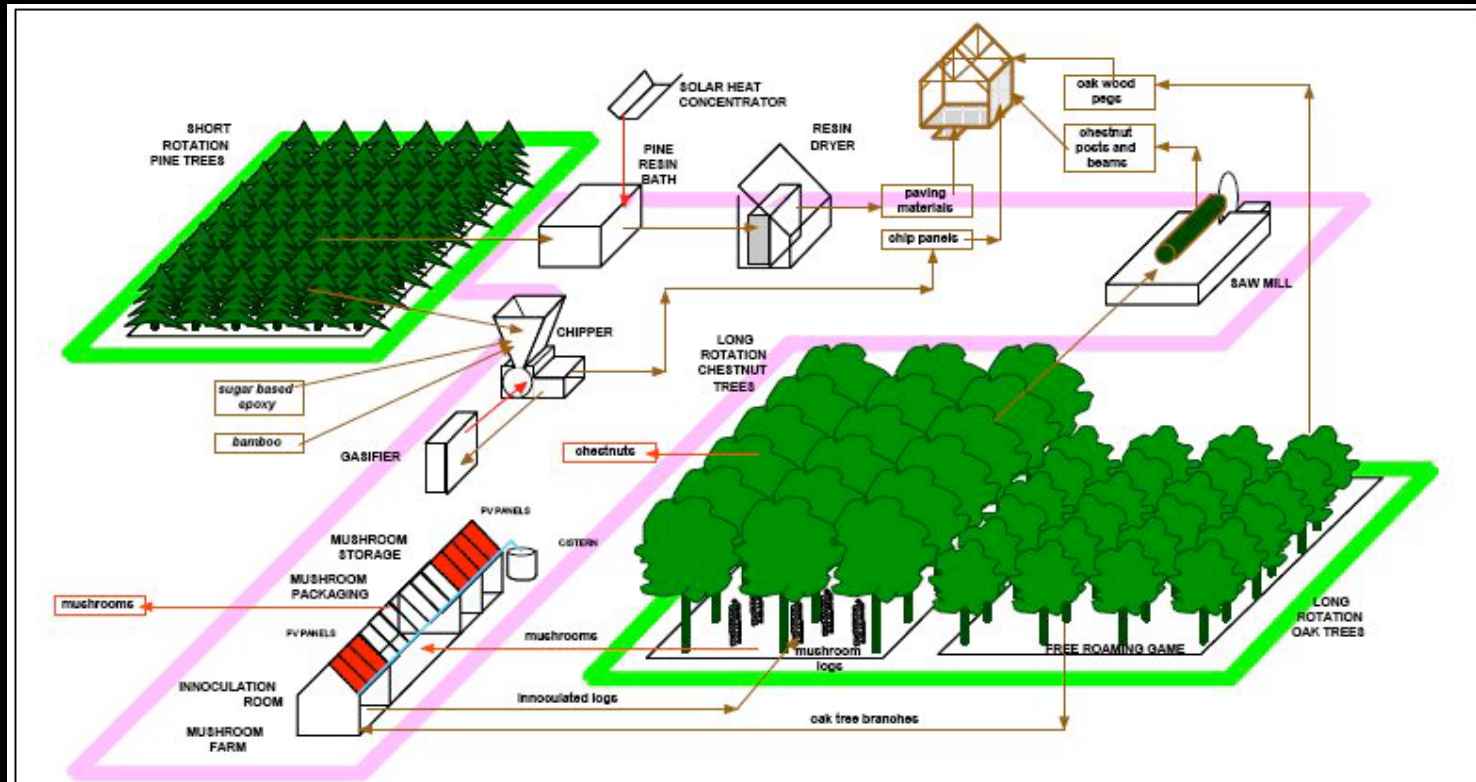 SOLAR HEAT
CONCENTRATOR
SHORT
ROTATION
PINE TREES
PINE
RESIN
BATH
RESIN
DRYER
oak wood
pegs
chestnut
posts and
beams
paving
materials
chip panels
SAW MILL
CHIPPER
LONG
ROTATION
CHESTNUT
TREES
sugar based
epoxy
bamboo
GASIFIER
chestnuts
PV PANELS
MUSHROOM
STORAGE
CISTERN
MUSHROOM
PACKAGING
mushrooms
PV PANELS
mushrooms
mushroom
logs
FREE ROAMING GAME
LONG
ROTATION
OAK TREES
INNOCULATION
ROOM
innoculated logs
oak tree branches
MUSHROOM
FARM